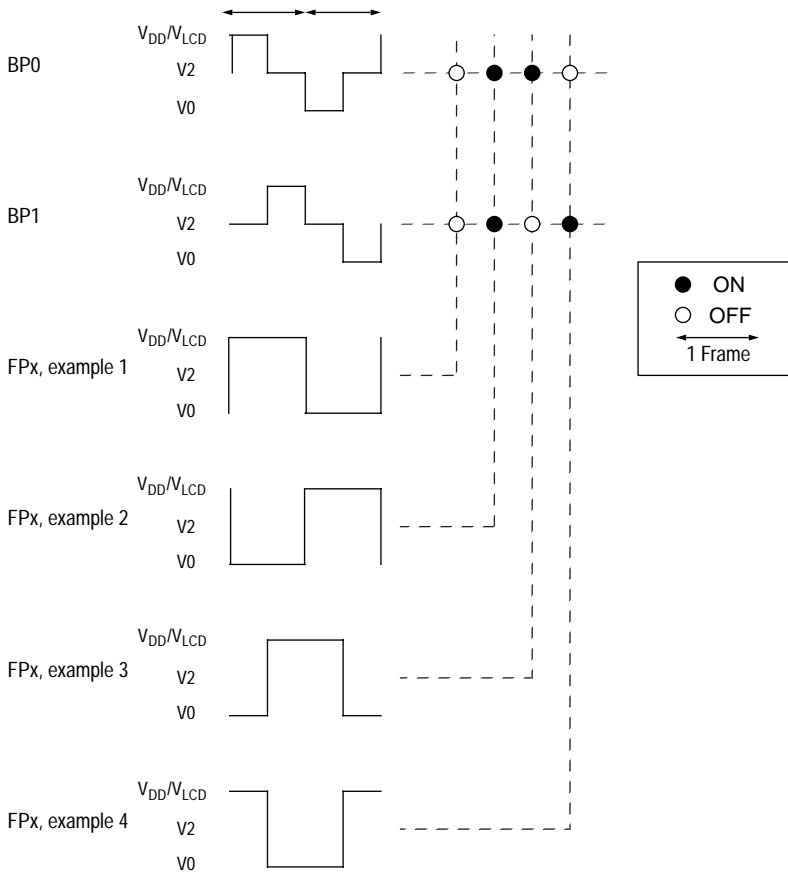 V_DD/V_LCD
BP0
V2
V0
V_DD/V_LCD
BP1
V2
V0
ON
OFF
1 Frame
V_DD/V_LCD
FPx, example 1
V2
V0
V_DD/V_LCD
FPx, example 2
V2
V0
V_DD/V_LCD
FPx, example 3
V2
V0
V_DD/V_LCD
FPx, example 4
V2
V0